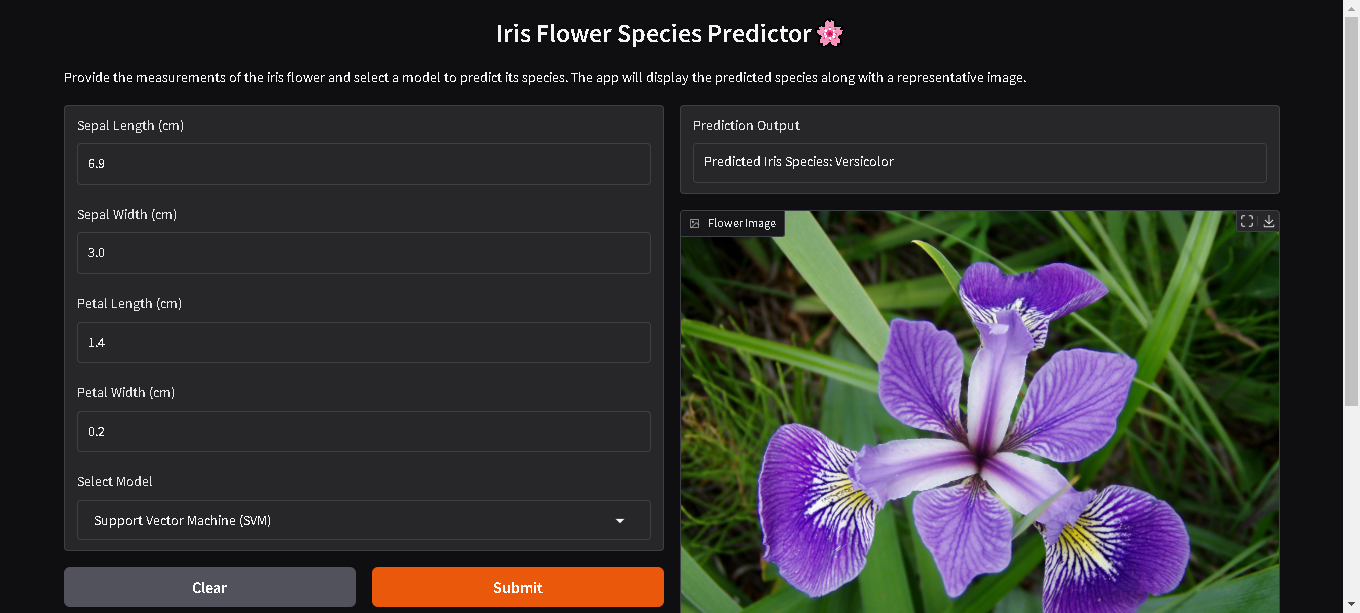 Iris Flower Species Predictor 🌸
Provide the measurements of the iris flower and select a model to predict its species. The app will display the predicted species along with a representative image.
Sepal Length (cm)
6.9
Sepal Width (cm)
3.0
Petal Length (cm)
1.4
Petal Width (cm)
0.2
Select Model
Support Vector Machine (SVM)
Clear
Submit
Prediction Output
Predicted Iris Species: Versicolor
Flower Image